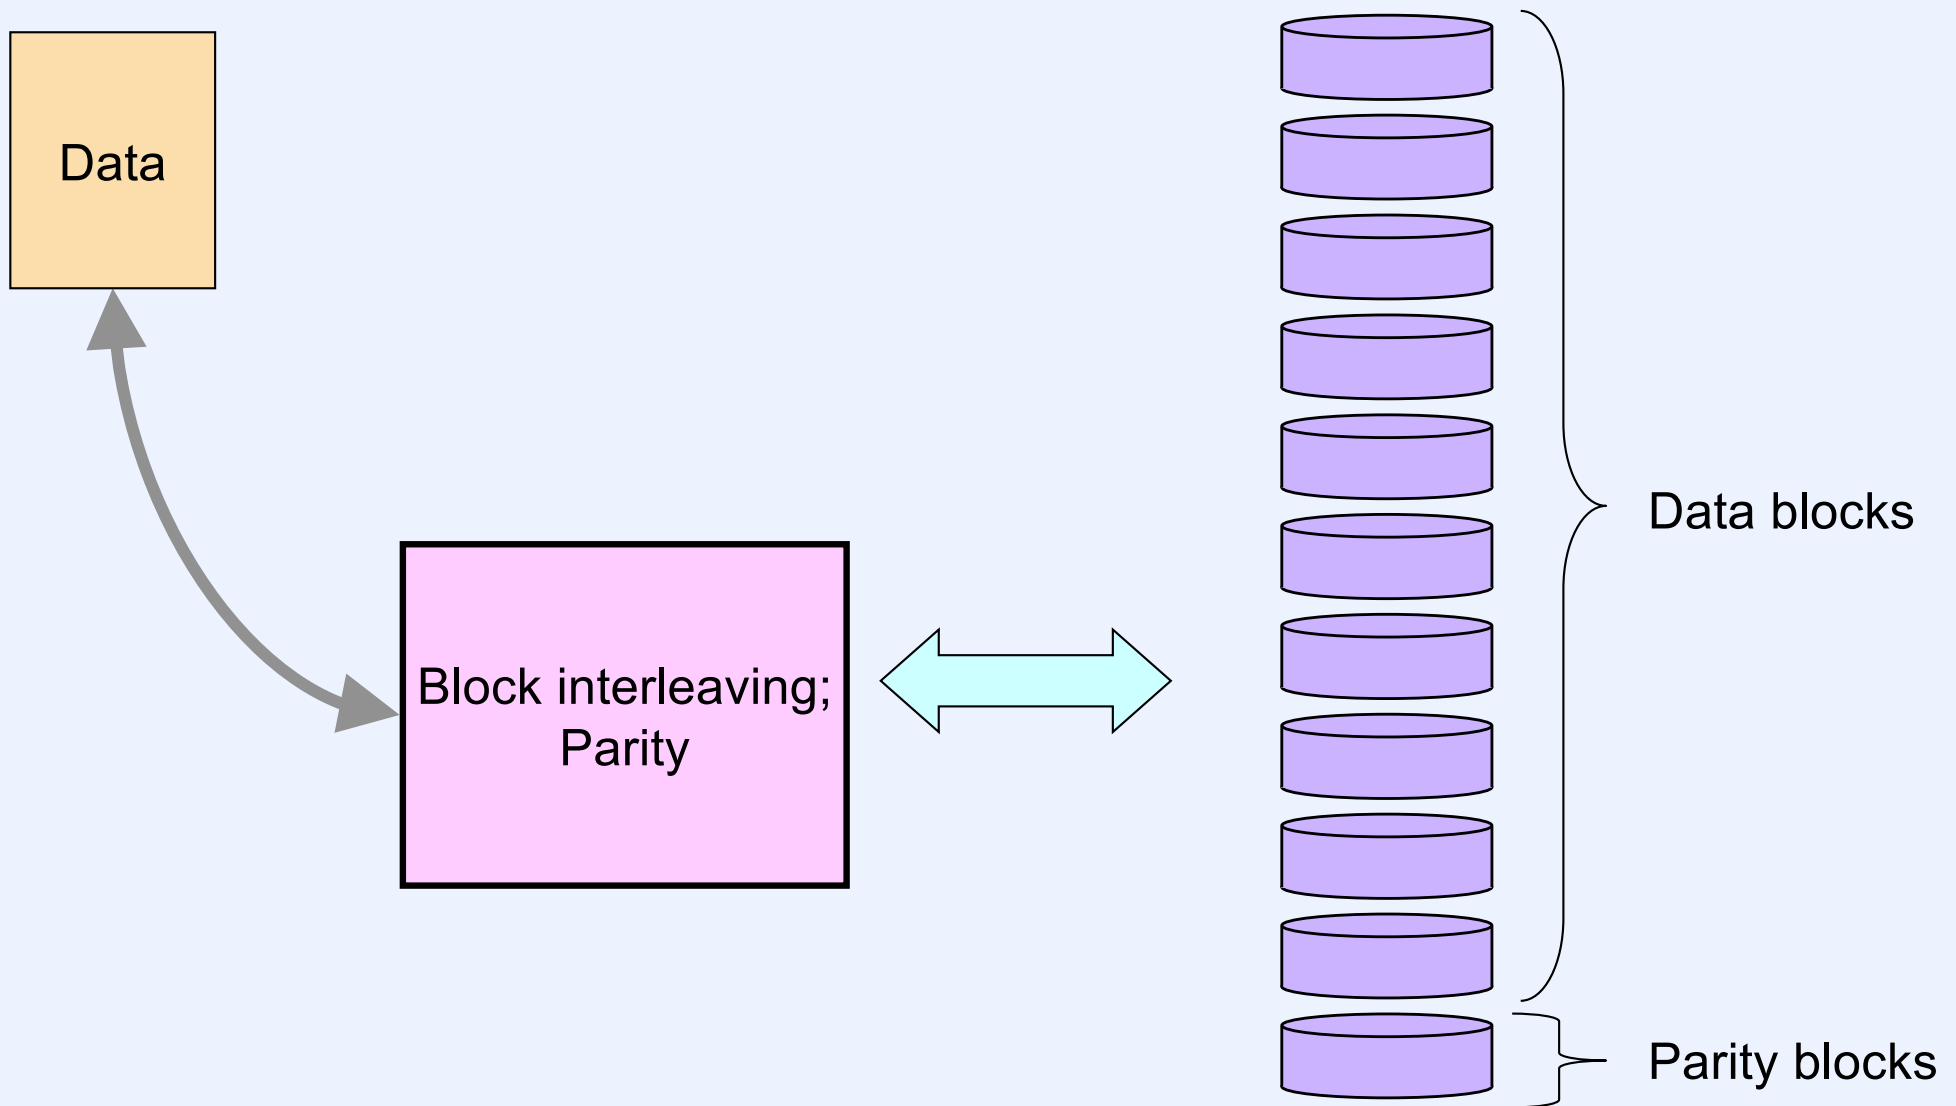 Data
Block interleaving;
Parity
Data blocks
Parity blocks